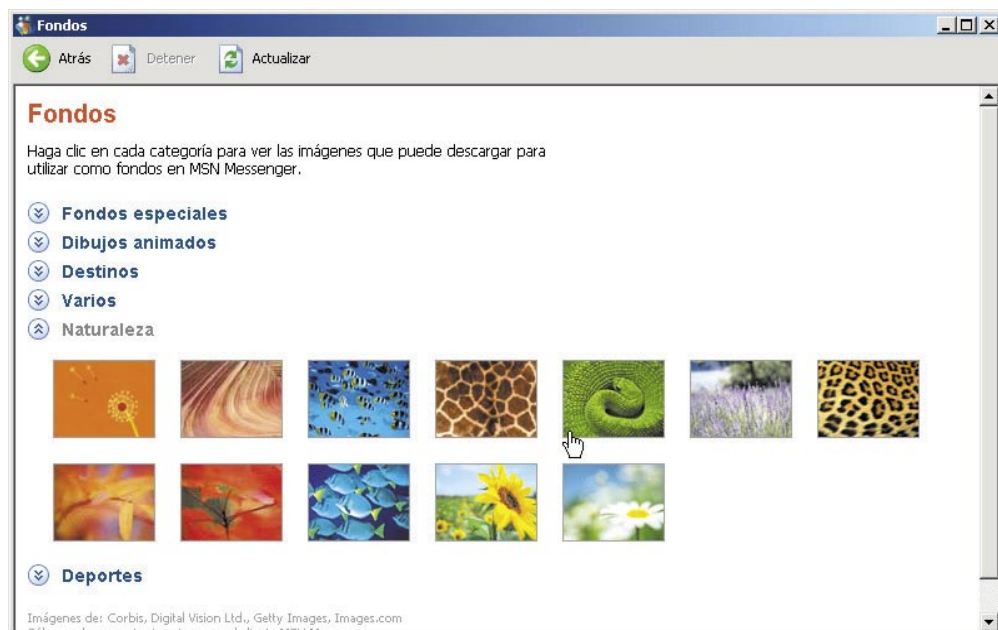 Fondos
Atrás Detener Actualizar
Fondos
Haga clic en cada categoría para ver las imágenes que puede descargar para
utilizar como fondos en MSN Messenger.
Fondos especiales
Dibujos animados
Destinos
Varios
Naturaleza
Deportes
Imágenes de: Corbis, Digital Vision Ltd., Getty Images, Images.com